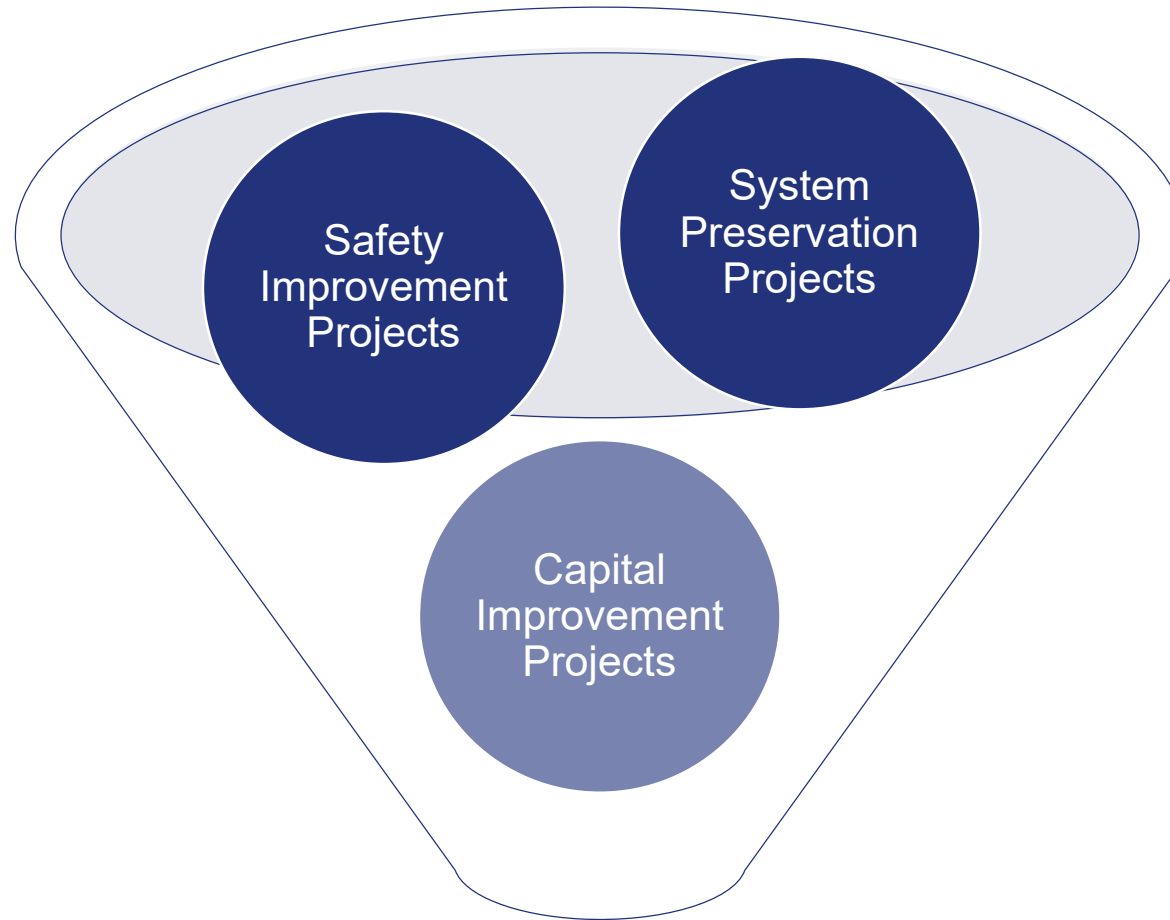 Safety
Improvement
Projects
System
Preservation
Projects
Capital
Improvement
Projects